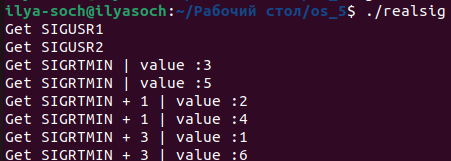 ilya-soch@ilyasoch:~/Рабочий стол/os_5$ ./realsig
Get SIGUSR1
Get SIGUSR2
Get SIGRTMIN | value :3
Get SIGRTMIN | value :5
Get SIGRTMIN + 1 | value :2
Get SIGRTMIN + 1 | value :4
Get SIGRTMIN + 3 | value :1
Get SIGRTMIN + 3 | value :6